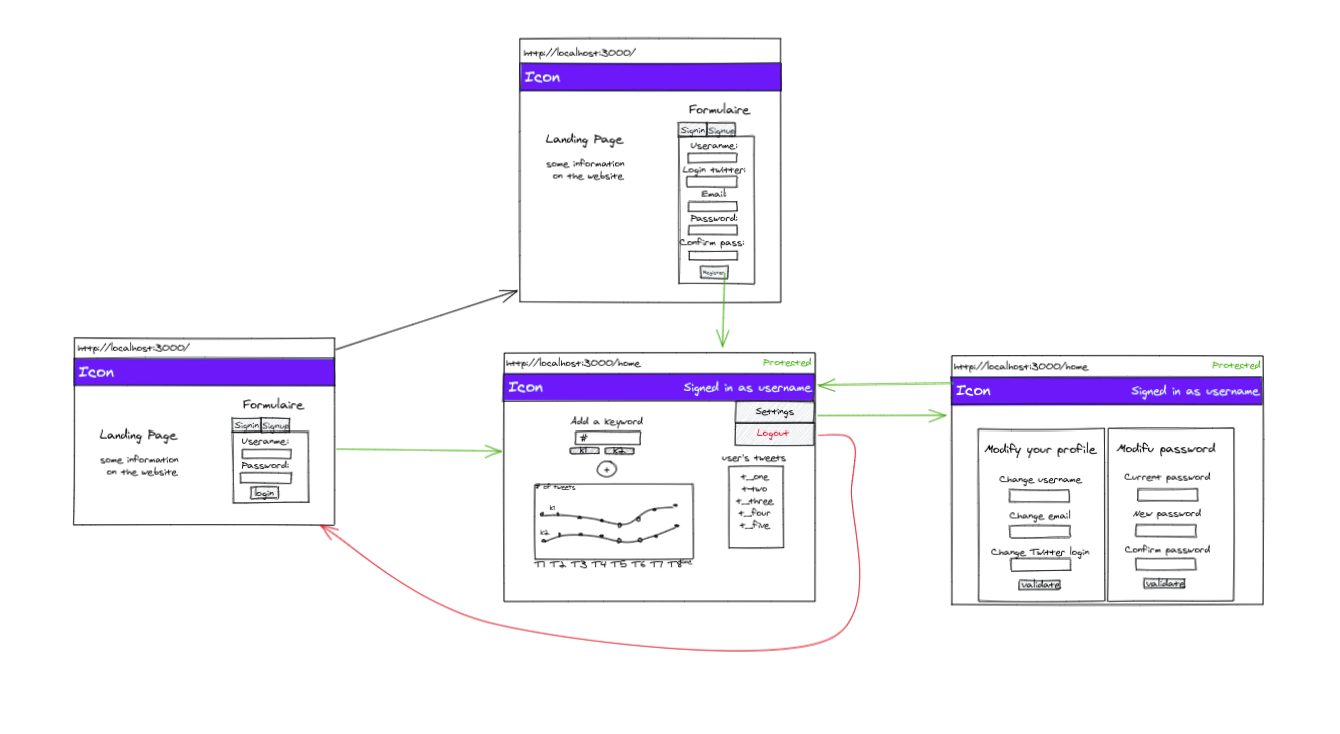 http://localhost:3000/
Icon
Formulaire
Signin Signup
Landing Page
some information
on the website
Useranme:
Login twitter:
Email:
Password:
Confirm pass:
Register
http://localhost:3000/
Icon
Formulaire
Signin Signup
Landing Page
some information
on the website
Useranme:
Password:
login
http://localhost:3000/home Protected
Icon Signed in as username
Settings
Logout
Add a keyword
#
K1 K2
+
# of tweets
K1
K2
T1 T2 T3 T4 T5 T6 T7 T8
user's tweets
t_one
t-two
t_three
t_four
t_five
http://localhost:3000/home Protected
Icon Signed in as username
Modify your profile
Change username
Change email
Change Twitter login
validate
Modifu password
Current password
New password
Confirm password
validate